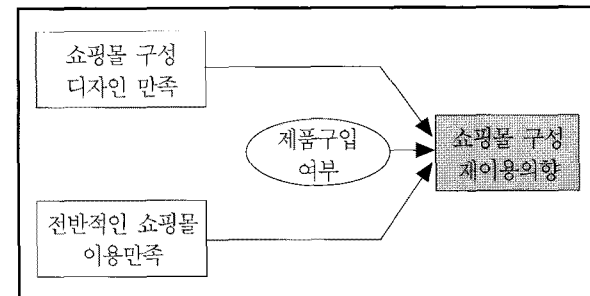 쇼핑몰 구성
디자인 만족
제품구입
여부
쇼핑몰 구성
재이용의향
전반적인 쇼핑몰
이용만족